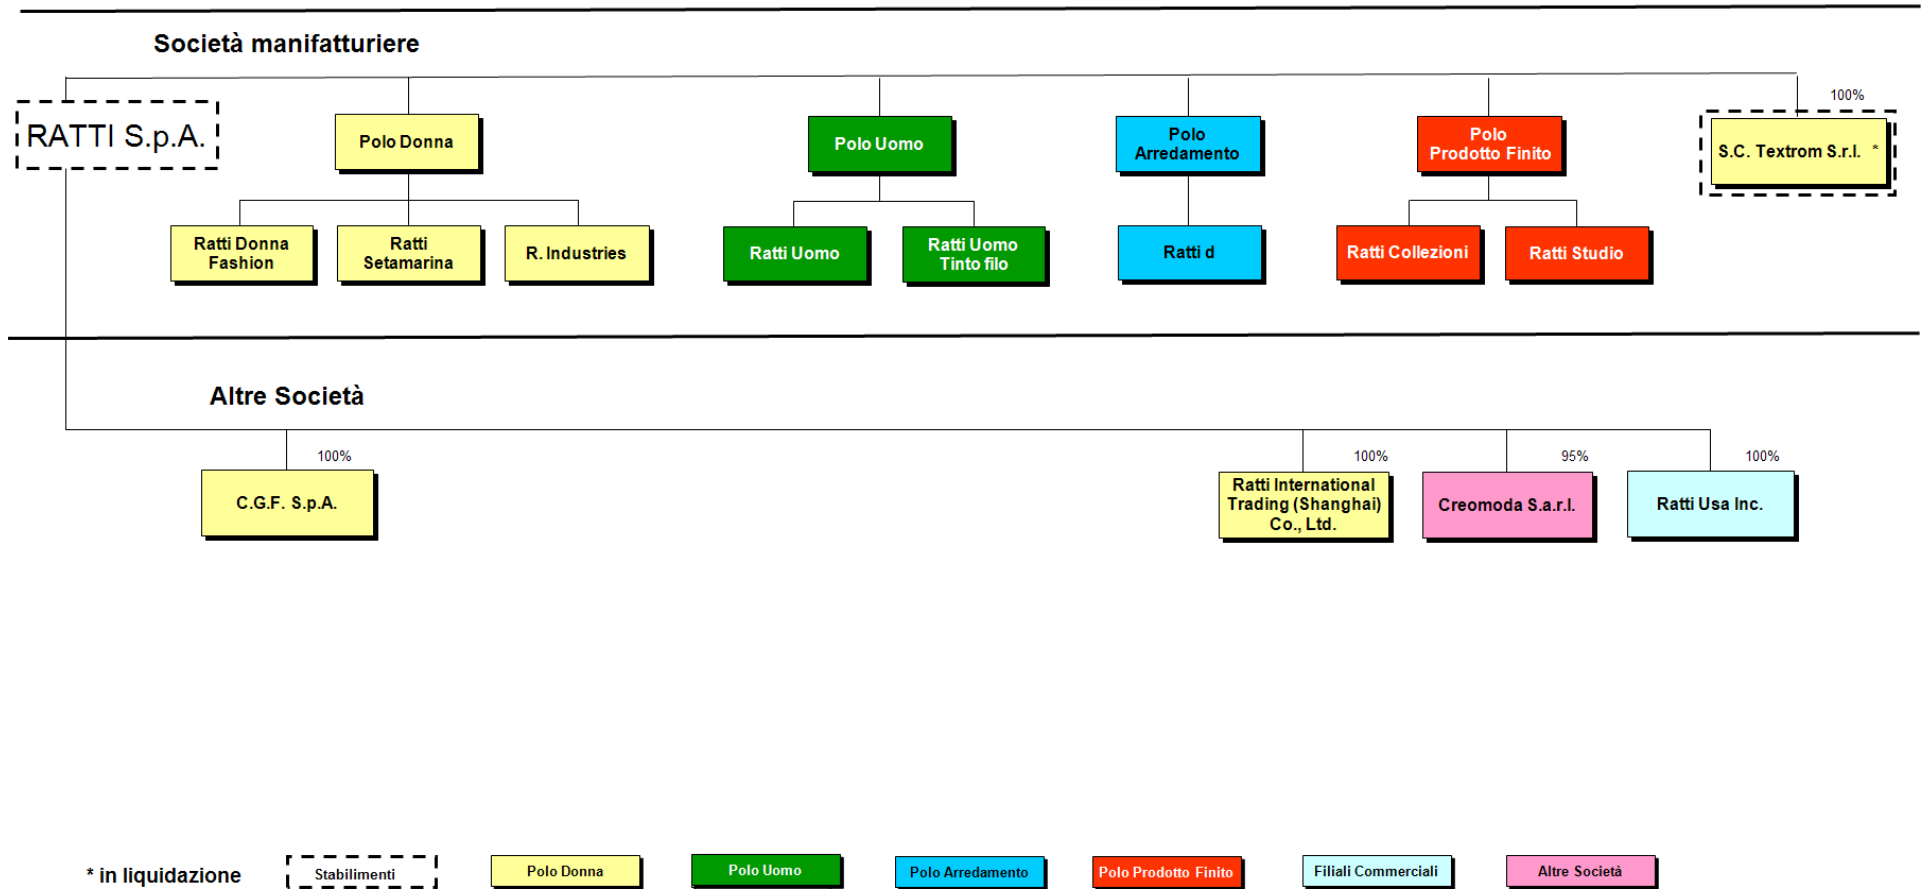 Società manifatturiere
100%
RATTI S.p.A.
Polo Donna
Polo Uomo
Polo
Arredamento
Polo
Prodotto Finito
S.C. Textrom S.r.l. *
Ratti Donna
Fashion
Ratti
Setamarina
R. Industries
Ratti Uomo
Ratti Uomo
Tinto filo
Ratti d
Ratti Collezioni
Ratti Studio
Altre Società
100%
100%
95%
100%
C.G.F. S.p.A.
Ratti International
Trading (Shanghai)
Co., Ltd.
Creomoda S.a.r.l.
Ratti Usa Inc.
* in liquidazione
Stabilimenti
Polo Donna
Polo Uomo
Polo Arredamento
Polo Prodotto Finito
Filiali Commerciali
Altre Società